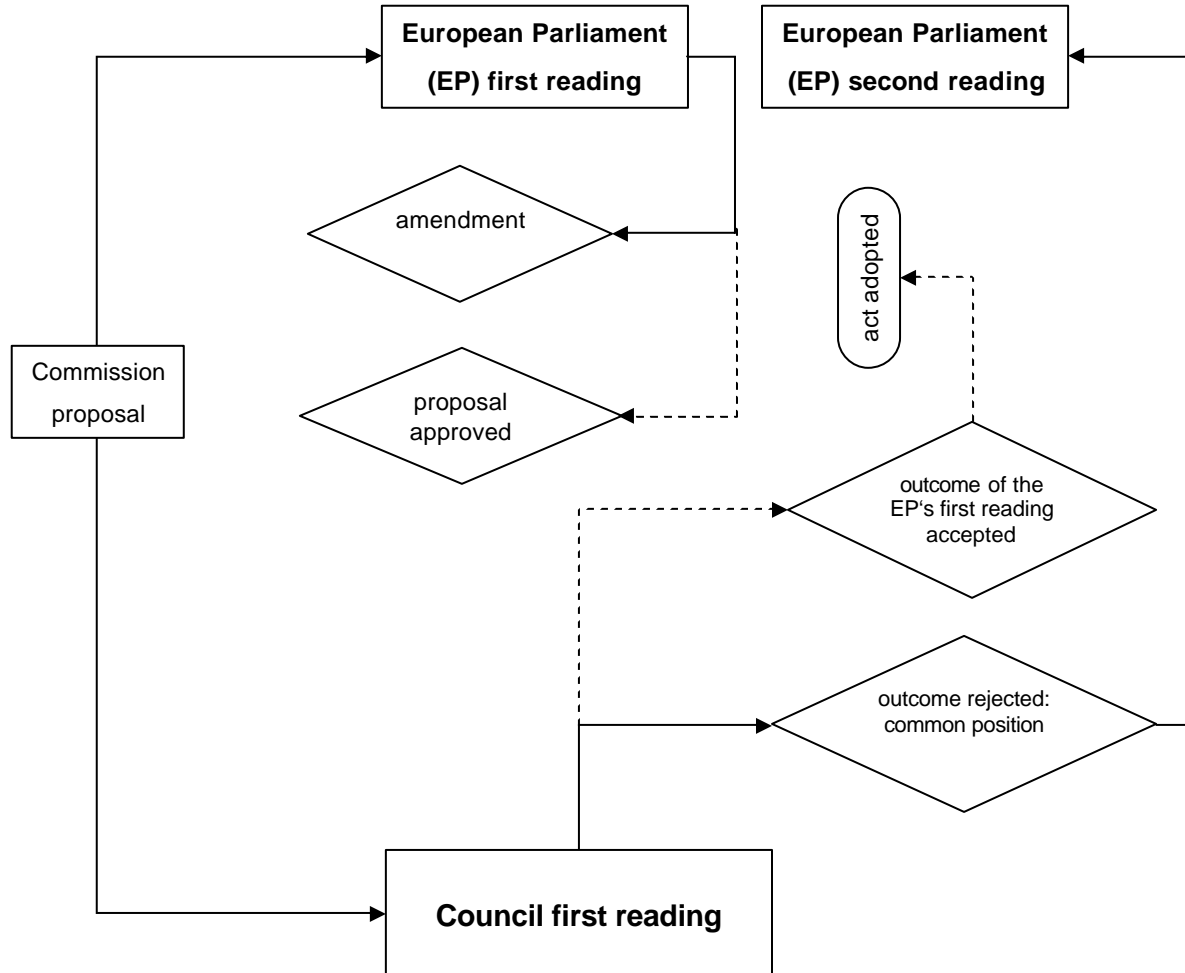 European Parliament
(EP) first reading
European Parliament
(EP) second reading
amendment
act adopted
Commission
proposal
proposal
approved
outcome of the
EP‘s first reading
accepted
outcome rejected:
common position
Council first reading